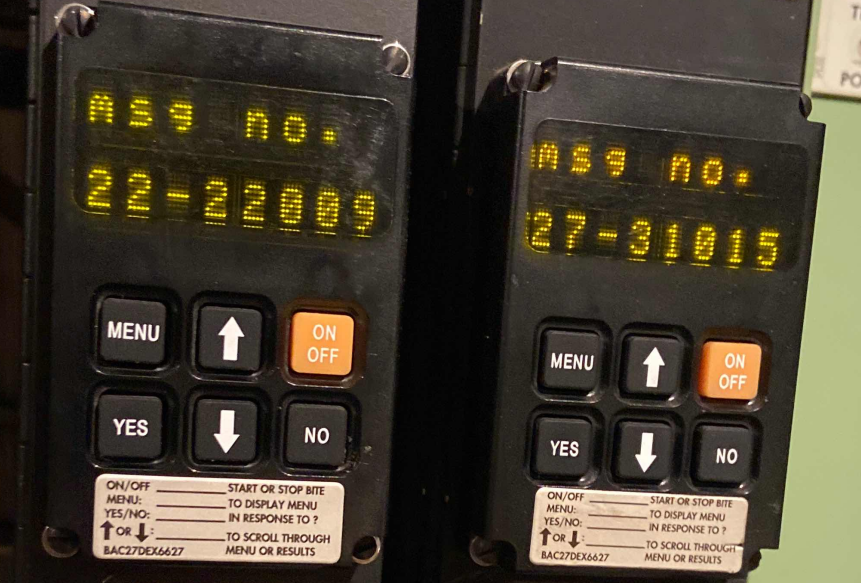 MSG NO.
22-22009
MENU
ON
OFF
YES
NO
ON/OFF START OR STOP BITE
MENU: TO DISPLAY MENU
YES/NO: IN RESPONSE TO ?
↑ OR ↓: TO SCROLL THROUGH
BAC27DEX6627 MENU OR RESULTS
MSG NO.
27-31015
MENU
ON
OFF
YES
NO
ON/OFF START OR STOP BITE
MENU: TO DISPLAY MENU
YES/NO: IN RESPONSE TO ?
↑ OR ↓: TO SCROLL THROUGH
BAC27DEX6627 MENU OR RESULTS
PO